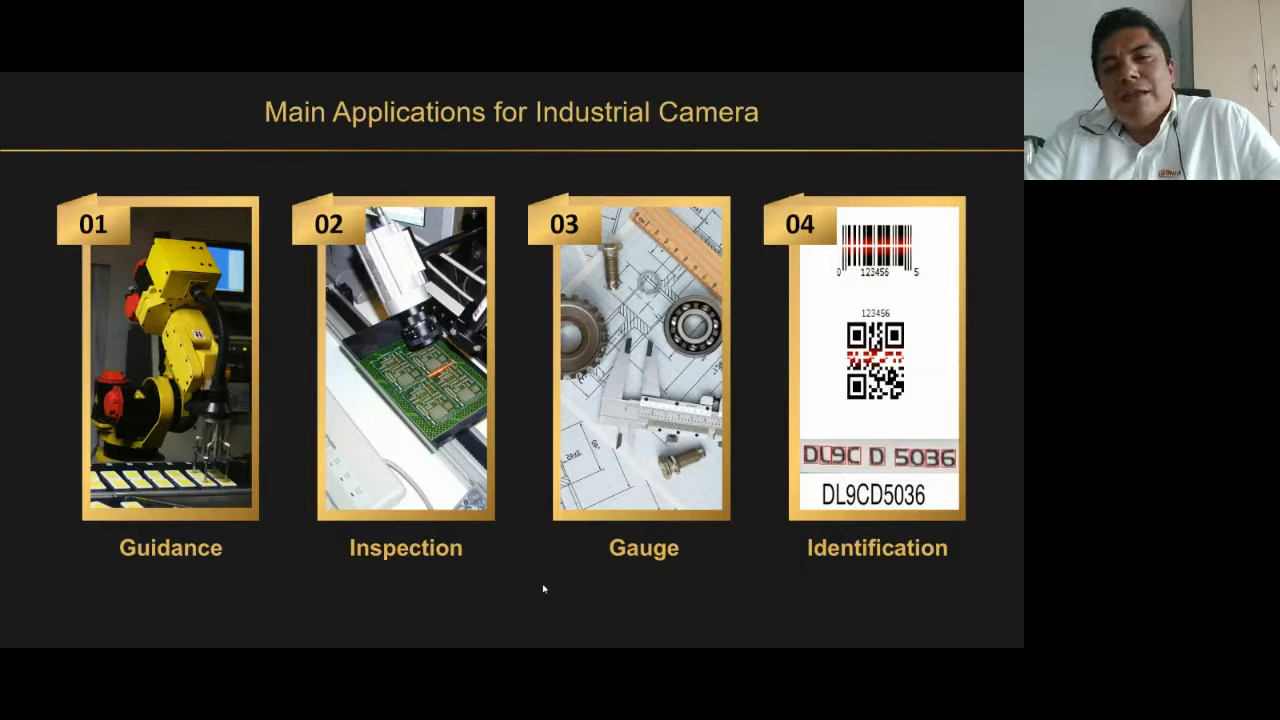 Main Applications for Industrial Camera
01
02
03
04
0 123456 5
123456
DL9C D 5036
DL9CD5036
Guidance
Inspection
Gauge
Identification
alhua